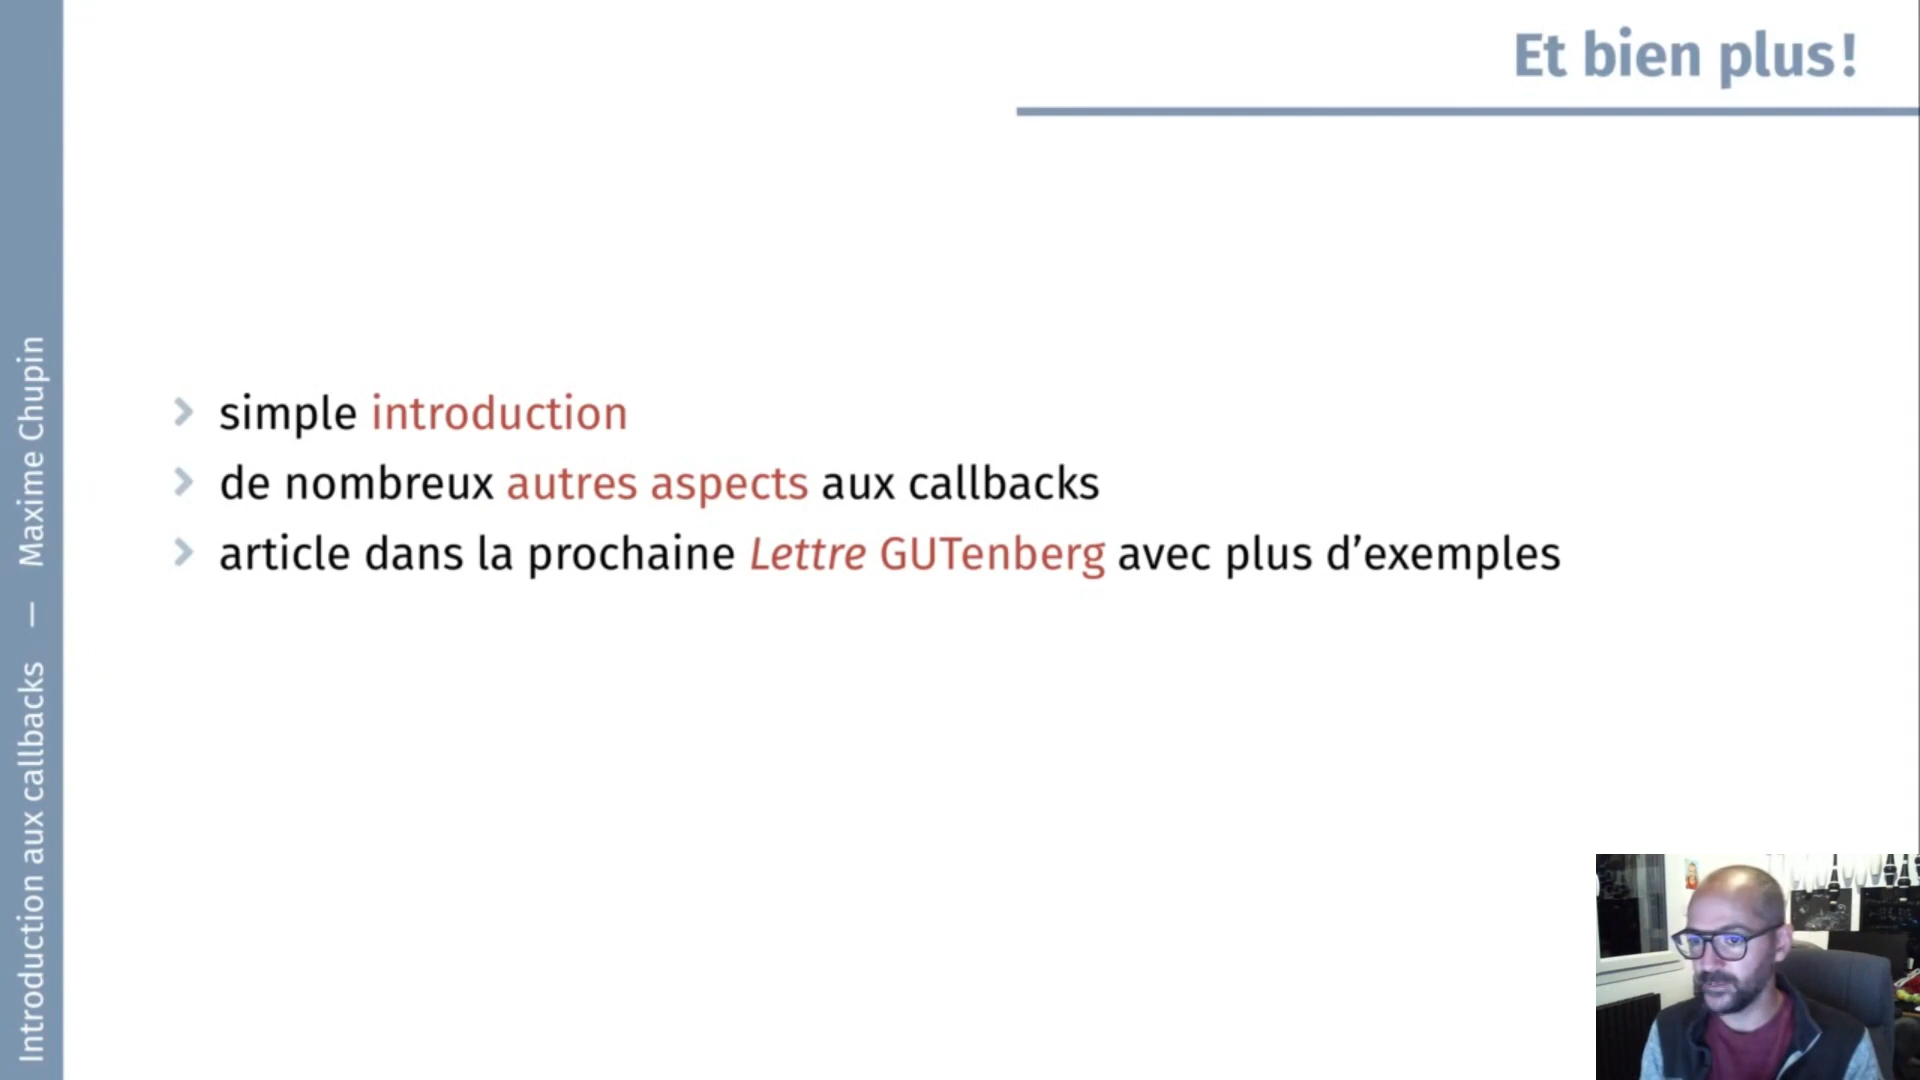 Et bien plus !
simple introduction
de nombreux autres aspects aux callbacks
article dans la prochaine Lettre GUTenberg avec plus d’exemples
Introduction aux callbacks — Maxime Chupin